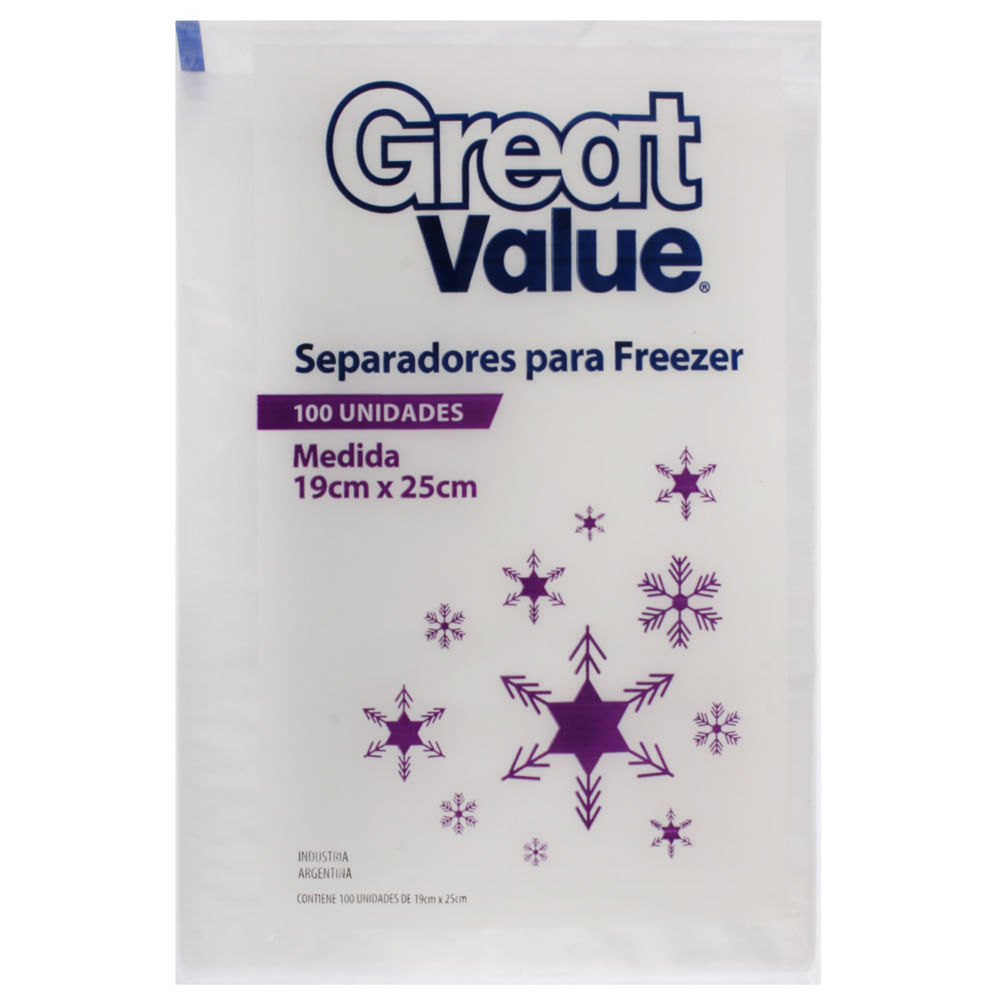 Great
Value®
Separadores para Freezer
100 UNIDADES
Medida
19cm x 25cm
INDUSTRIA
ARGENTINA
CONTIENE 100 UNIDADES DE 19cm x 25cm